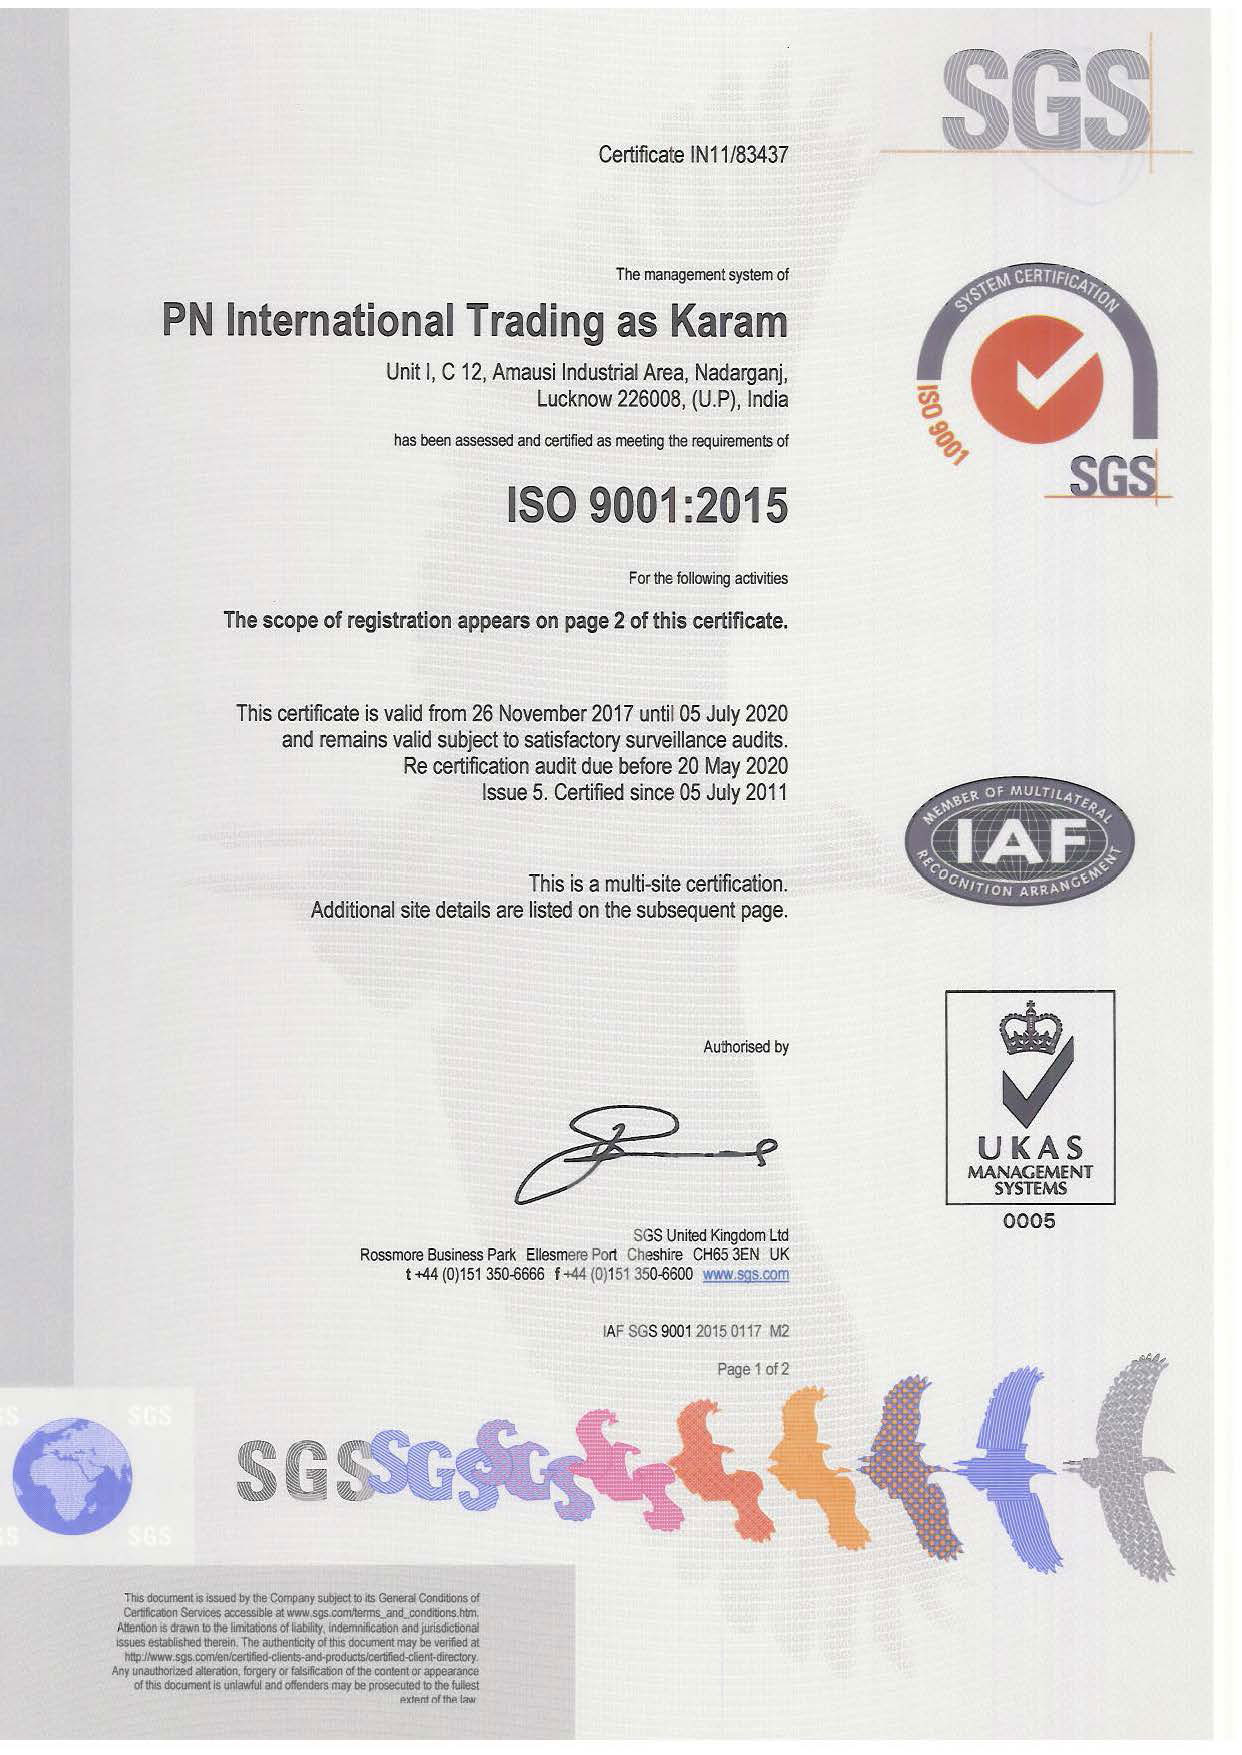 SGS
Certificate IN11/83437
The management system of
PN International Trading as Karam
Unit I, C 12, Amausi Industrial Area, Nadarganj,
Lucknow 226008, (U.P), India
has been assessed and certified as meeting the requirements of
ISO 9001:2015
SYSTEM CERTIFICATION
ISO 9001
SGS
For the following activities
The scope of registration appears on page 2 of this certificate.
This certificate is valid from 26 November 2017 until 05 July 2020
and remains valid subject to satisfactory surveillance audits.
Re certification audit due before 20 May 2020
Issue 5. Certified since 05 July 2011
MEMBER OF MULTILATERAL
IAF
RECOGNITION ARRANGEMENT
This is a multi-site certification.
Additional site details are listed on the subsequent page.
Authorised by
UKAS
MANAGEMENT
SYSTEMS
0005
SGS United Kingdom Ltd
Rossmore Business Park Ellesmere Port Cheshire CH65 3EN UK
t +44 (0)151 350-6666 f +44 (0)151 350-6600 www.sgs.com
IAF SGS 9001 2015 0117 M2
Page 1 of 2
SGS
SGS
SGS SGS SGS
This document is issued by the Company subject to its General Conditions of
Certification Services accessible at www.sgs.com/terms_and_conditions.htm.
Attention is drawn to the limitations of liability, indemnification and jurisdictional
issues established therein. The authenticity of this document may be verified at
http://www.sgs.com/en/certified-clients-and-products/certified-client-directory.
Any unauthorized alteration, forgery or falsification of the content or appearance
of this document is unlawful and offenders may be prosecuted to the fullest
extent of the law